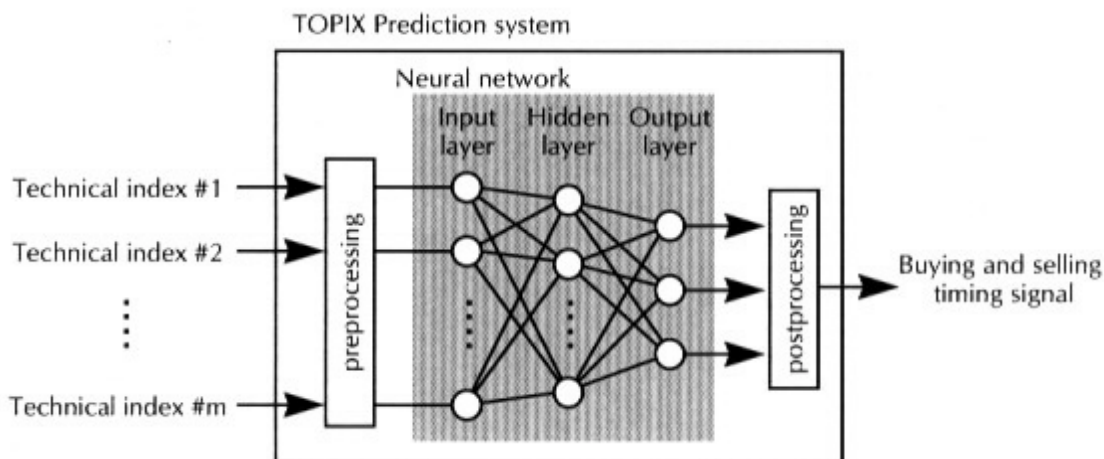 TOPIX Prediction system
Neural network
Input
layer
Hidden
layer
Output
layer
Technical index #1
Technical index #2
Technical index #m
preprocessing
postprocessing
Buying and selling
timing signal